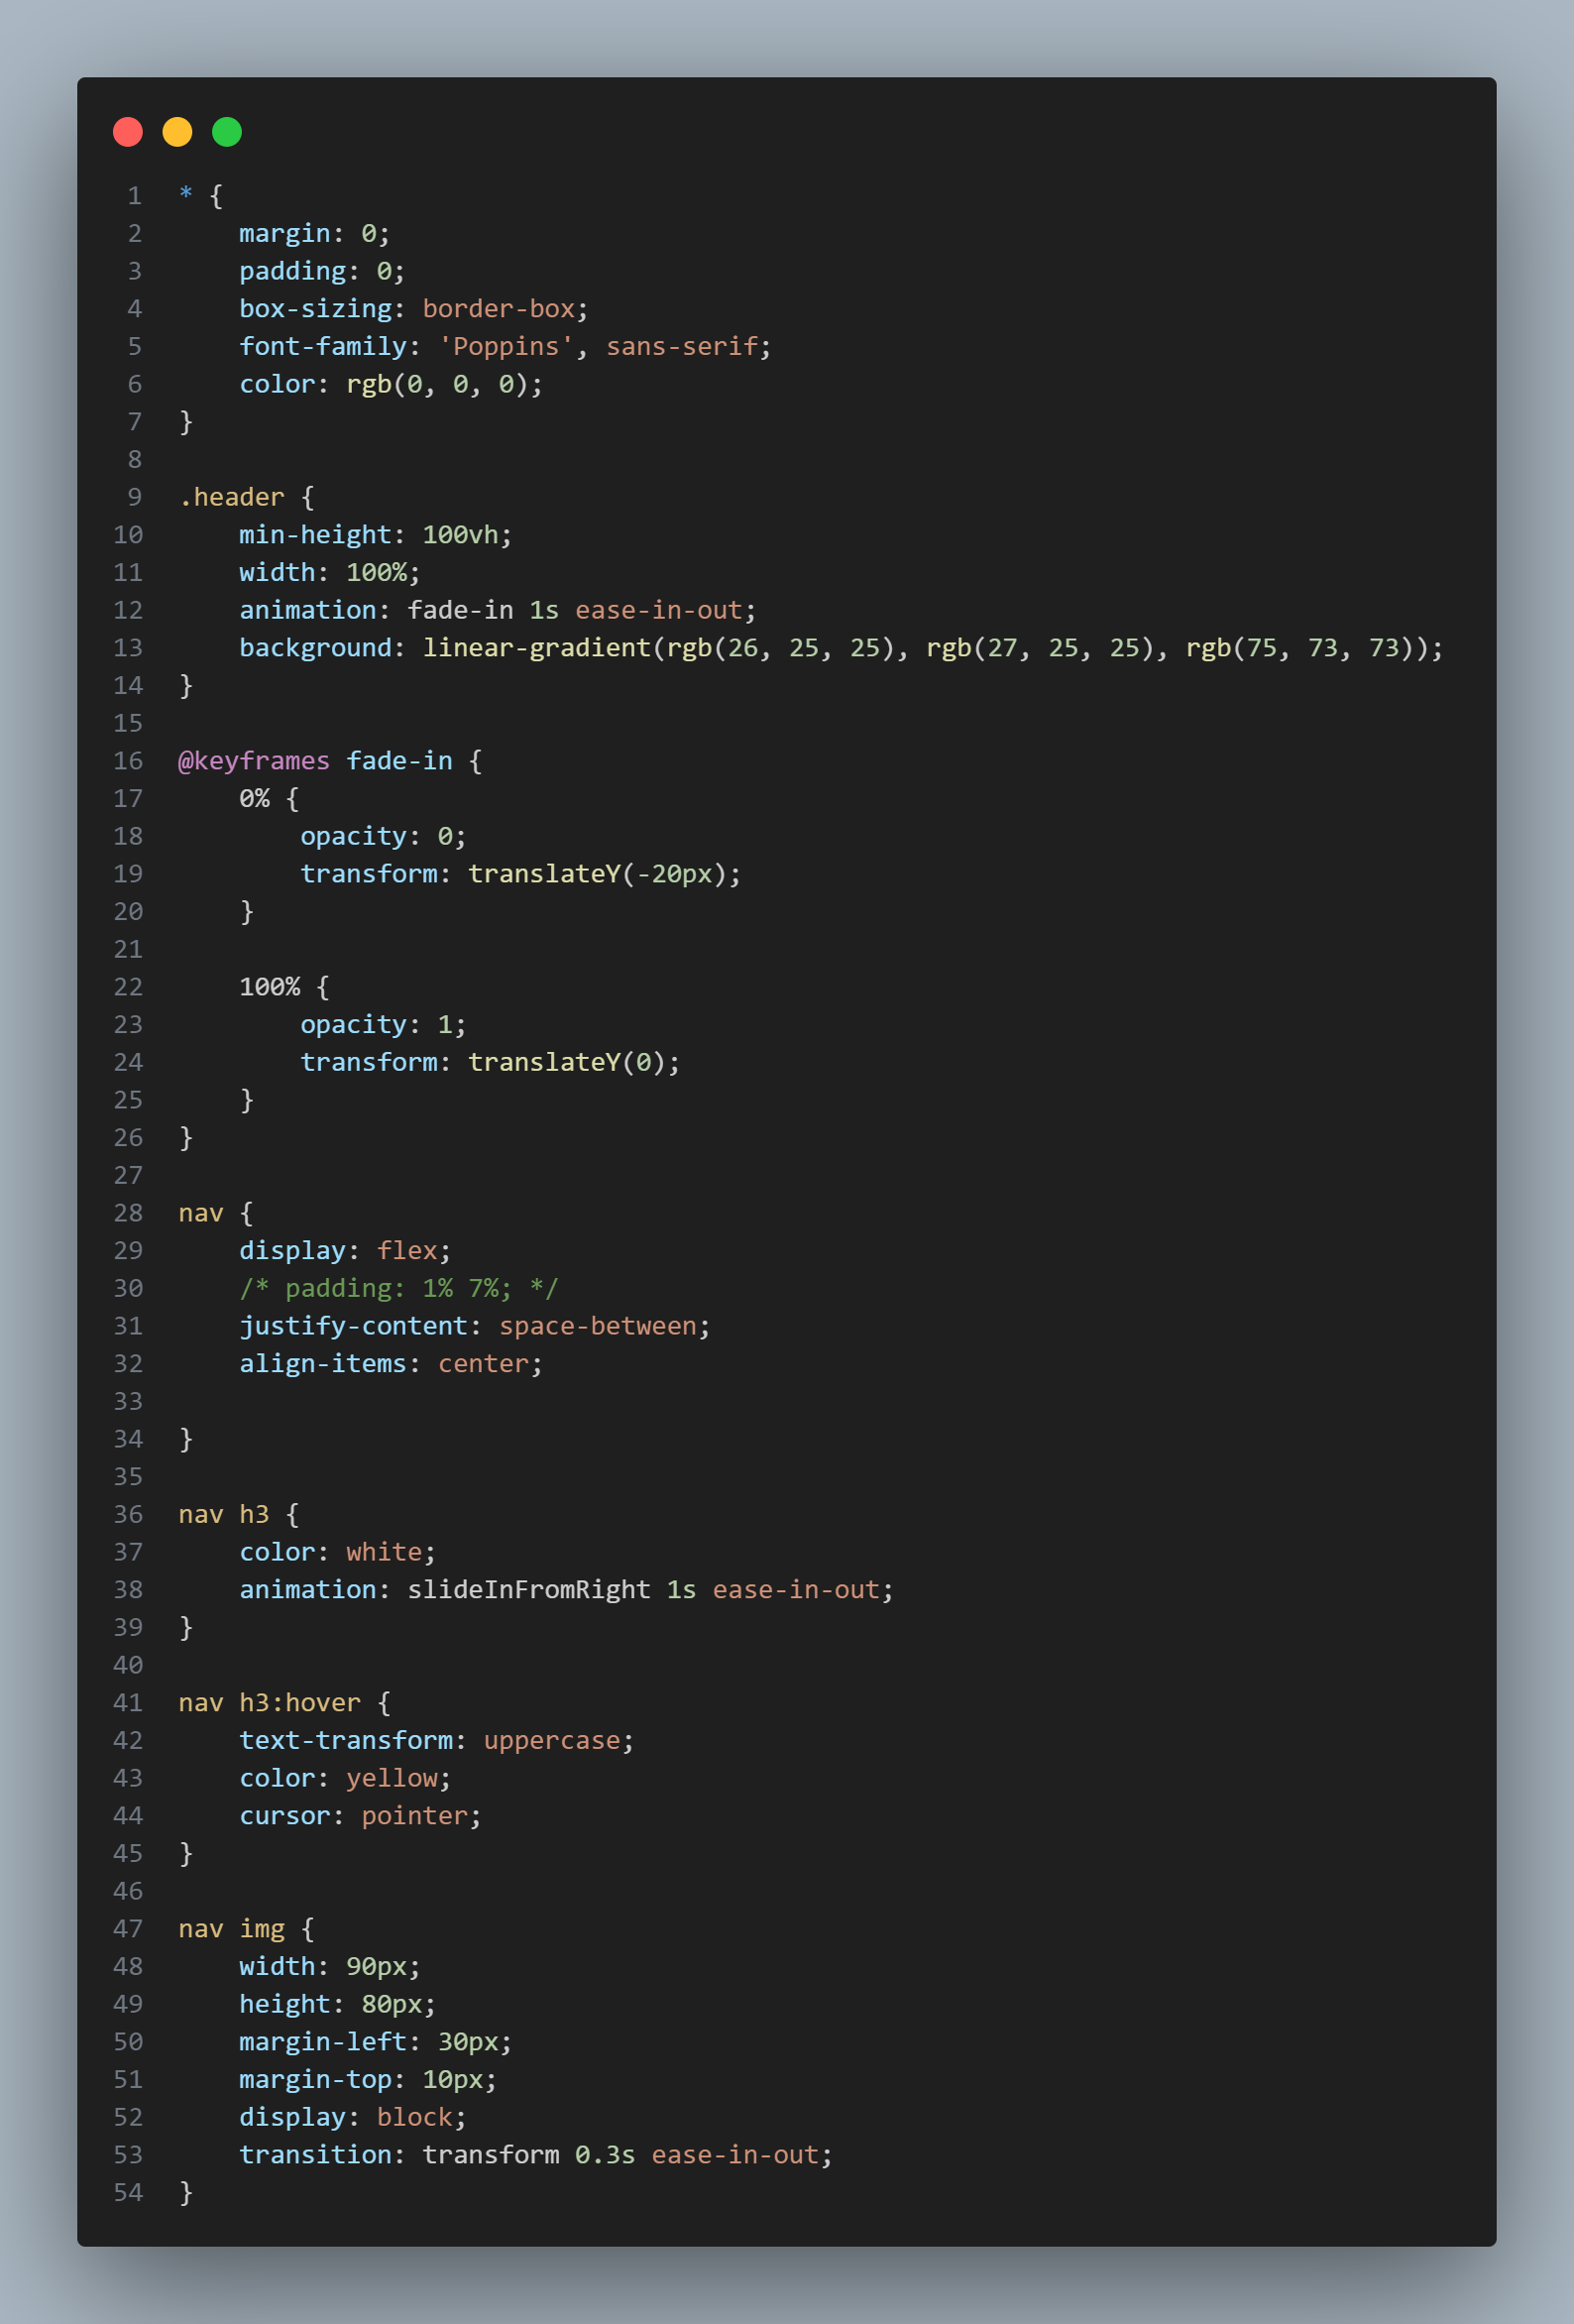 1 * {
2     margin: 0;
3     padding: 0;
4     box-sizing: border-box;
5     font-family: 'Poppins', sans-serif;
6     color: rgb(0, 0, 0);
7 }
8
9 .header {
10     min-height: 100vh;
11     width: 100%;
12     animation: fade-in 1s ease-in-out;
13     background: linear-gradient(rgb(26, 25, 25), rgb(27, 25, 25), rgb(75, 73, 73));
14 }
15
16 @keyframes fade-in {
17     0% {
18         opacity: 0;
19         transform: translateY(-20px);
20     }
21
22     100% {
23         opacity: 1;
24         transform: translateY(0);
25     }
26 }
27
28 nav {
29     display: flex;
30     /* padding: 1% 7%; */
31     justify-content: space-between;
32     align-items: center;
33
34 }
35
36 nav h3 {
37     color: white;
38     animation: slideInFromRight 1s ease-in-out;
39 }
40
41 nav h3:hover {
42     text-transform: uppercase;
43     color: yellow;
44     cursor: pointer;
45 }
46
47 nav img {
48     width: 90px;
49     height: 80px;
50     margin-left: 30px;
51     margin-top: 10px;
52     display: block;
53     transition: transform 0.3s ease-in-out;
54 }